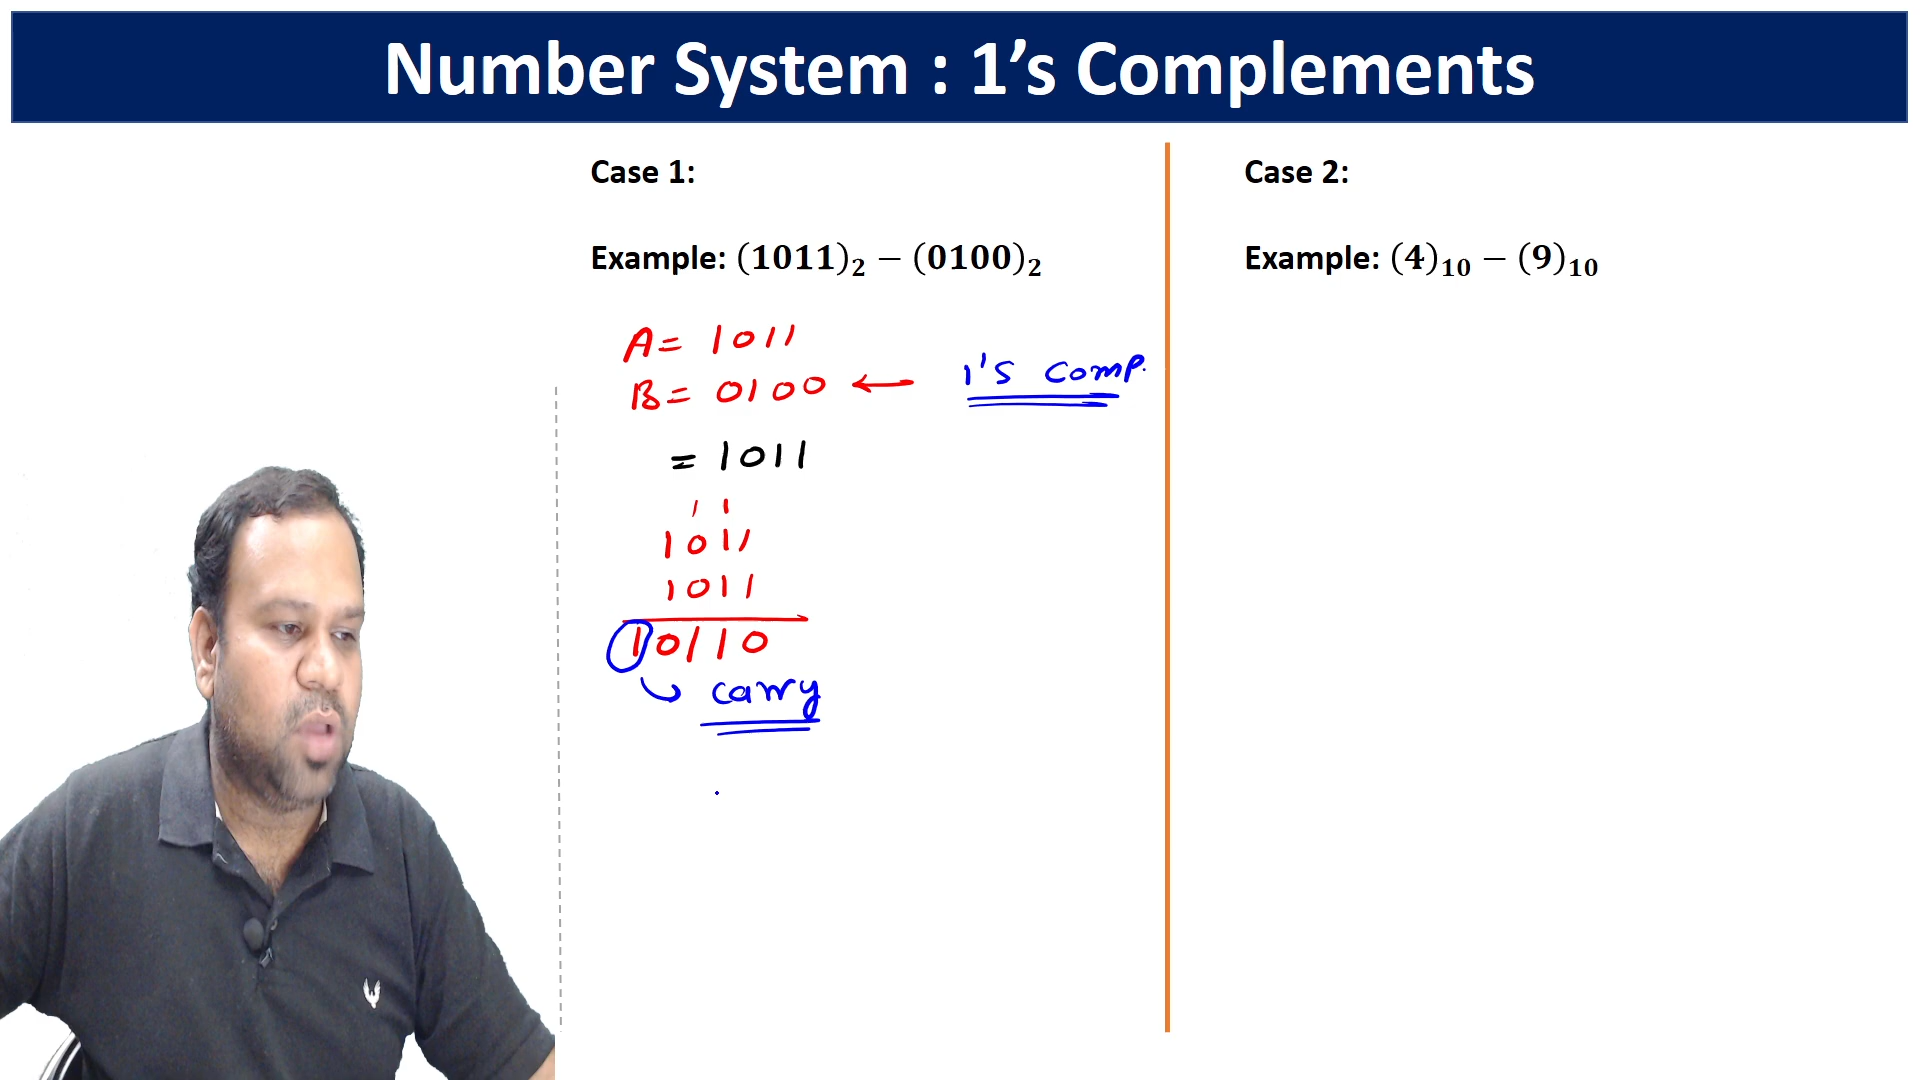 Number System : 1’s Complements
Case 1:
Example: (1011)₂ − (0100)₂
A = 1011
B = 0100 ← 1's comp.
= 1011
1 1
1011
1011
10110
carry
Case 2:
Example: (4)₁₀ − (9)₁₀